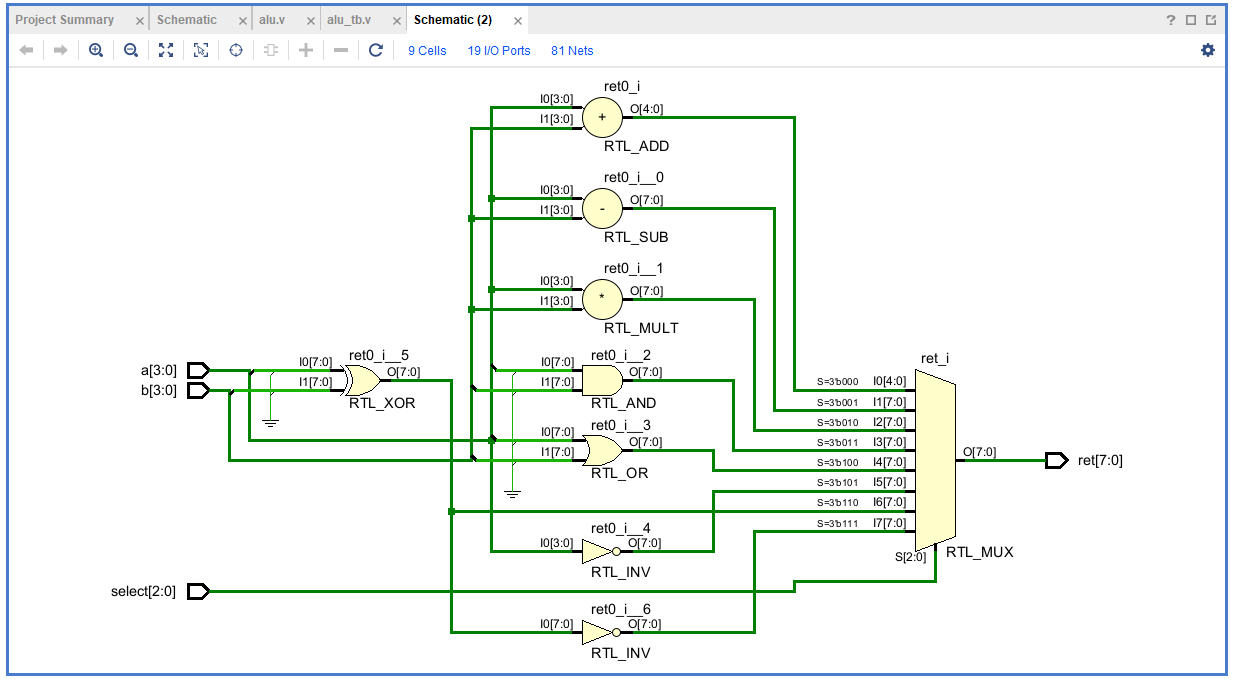 Project Summary × Schematic × alu.v × alu_tb.v × Schematic (2) × ?
9 Cells 19 I/O Ports 81 Nets
ret0_i
I0[3:0]
I1[3:0]
+
O[4:0]
RTL_ADD
ret0_i__0
I0[3:0]
I1[3:0]
-
O[7:0]
RTL_SUB
ret0_i__1
I0[3:0]
I1[3:0]
*
O[7:0]
RTL_MULT
a[3:0]
b[3:0]
ret0_i__5
I0[7:0]
I1[7:0]
O[7:0]
RTL_XOR
ret0_i__2
I0[7:0]
I1[7:0]
O[7:0]
RTL_AND
ret0_i__3
I0[7:0]
I1[7:0]
O[7:0]
RTL_OR
ret0_i__4
I0[3:0]
O[7:0]
RTL_INV
select[2:0]
ret0_i__6
I0[7:0]
O[7:0]
RTL_INV
ret_i
S=3'b000 I0[4:0]
S=3'b001 I1[7:0]
S=3'b010 I2[7:0]
S=3'b011 I3[7:0]
S=3'b100 I4[7:0]
S=3'b101 I5[7:0]
S=3'b110 I6[7:0]
S=3'b111 I7[7:0]
O[7:0]
S[2:0]
RTL_MUX
ret[7:0]